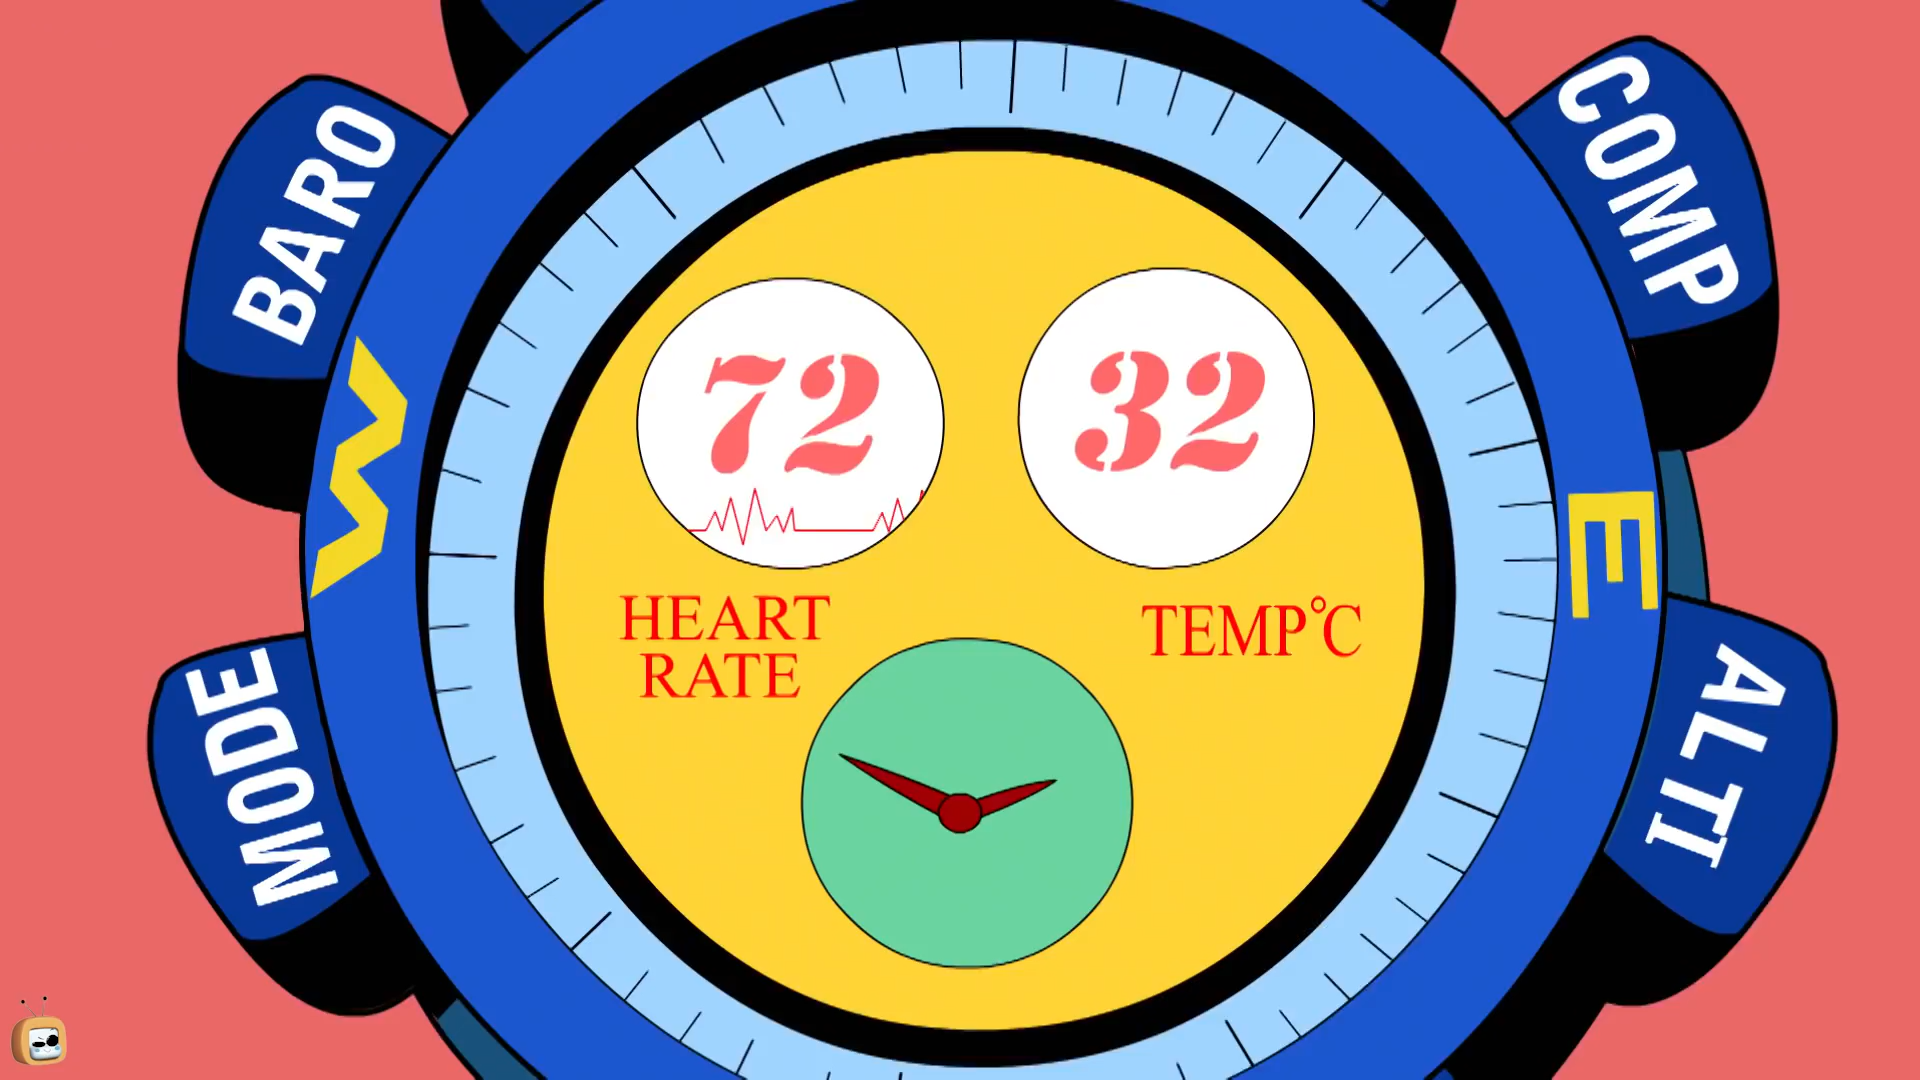 BARO
COMP
W
72
32
E
HEART
RATE
TEMP°C
MODE
ALTI